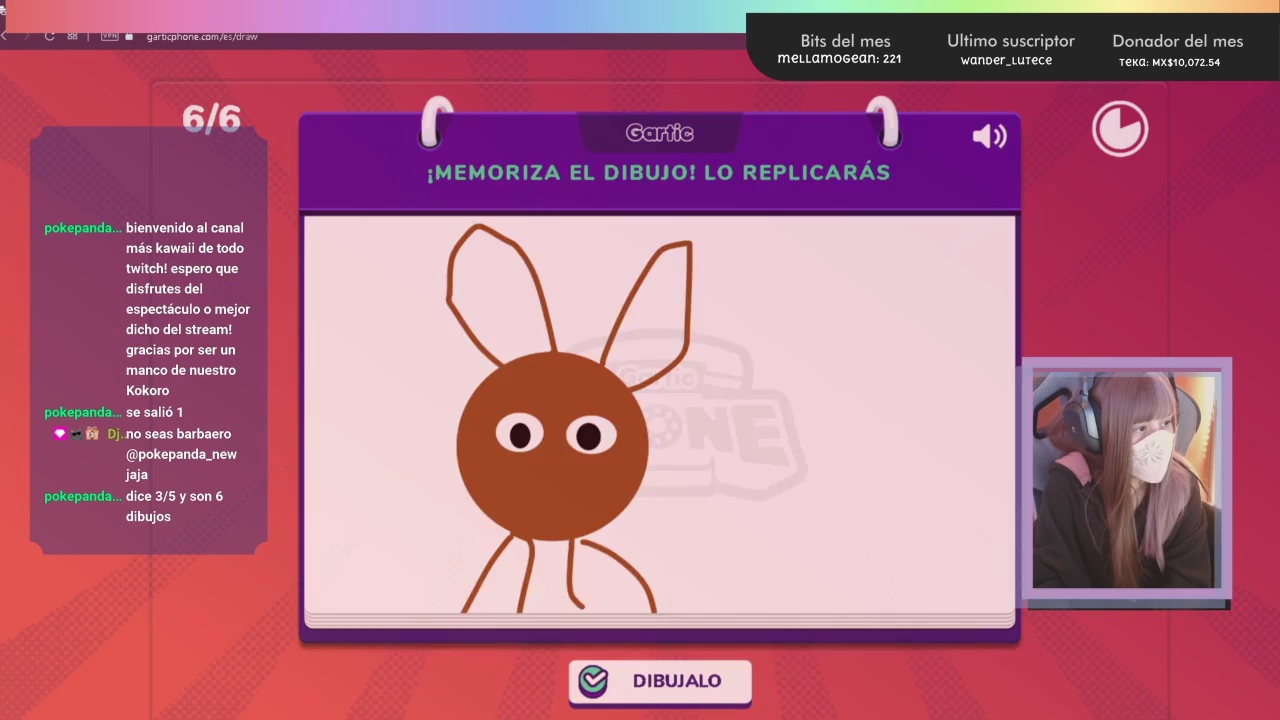 garticphone.com/es/draw
VPN
Bits del mes
Ultimo suscriptor
Donador del mes
mellamogean: 221
wander_lutece
Teka: MX$10,072.54
6/6
Gartic
¡MEMORIZA EL DIBUJO! LO REPLICARÁS
pokepanda... bienvenido al canal
más kawaii de todo
twitch! espero que
disfrutes del
espectáculo o mejor
dicho del stream!
gracias por ser un
manco de nuestro
Kokoro
pokepanda... se salió 1
Dj... no seas barbaero
@pokepanda_new
jaja
pokepanda... dice 3/5 y son 6
dibujos
Gartic
PHONE
DIBUJALO